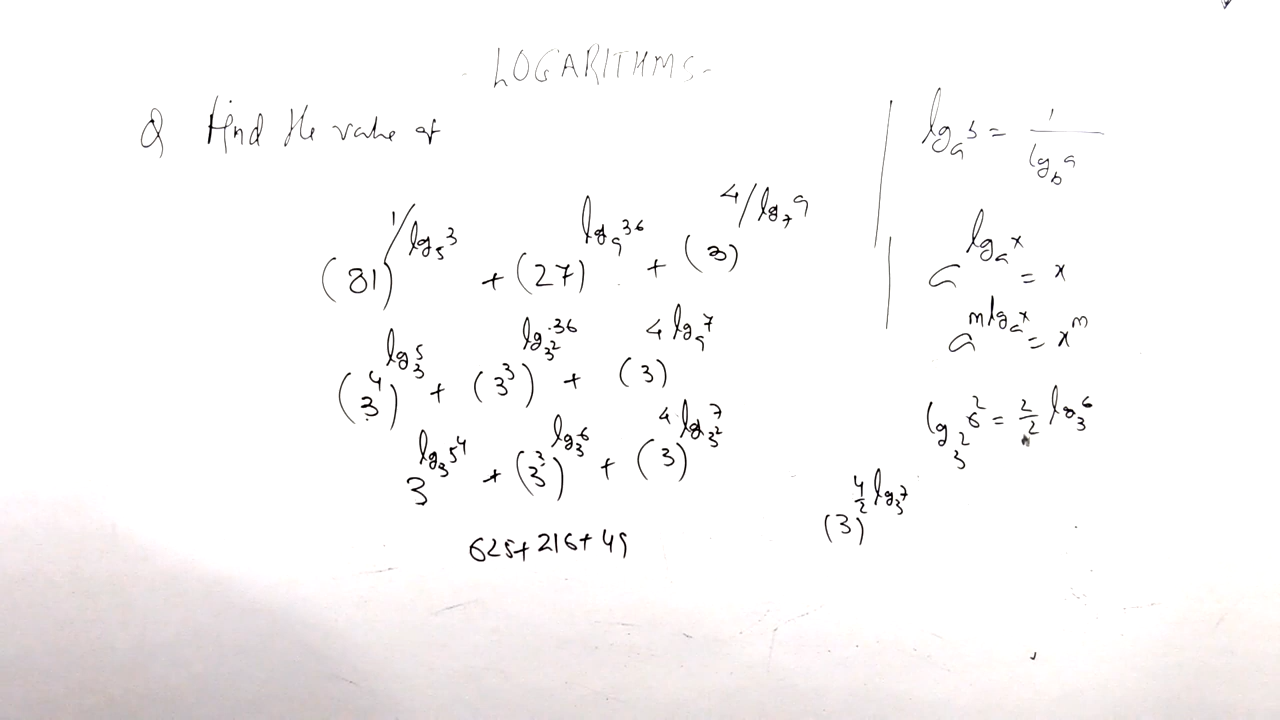 LOGARITHMS
Q Find the value of
(81)^{1/log_5 3} + (27)^{log_9 36} + (3)^{4/log_7 9}
(3^4)^{log_3 5} + (3^3)^{log_{3^2} 36} + (3)^{4 log_9 7}
3^{log_3 5^4} + (3^3)^{log_3 6} + (3)^{4 log_{3^2} 7}
625 + 216 + 49
log_a b = 1 / log_b a
a^{log_a x} = x
a^{m log_a x} = x^m
log_{3^2} 6^2 = 2/2 log_3 6
(3)^{4/2 log_3 7}